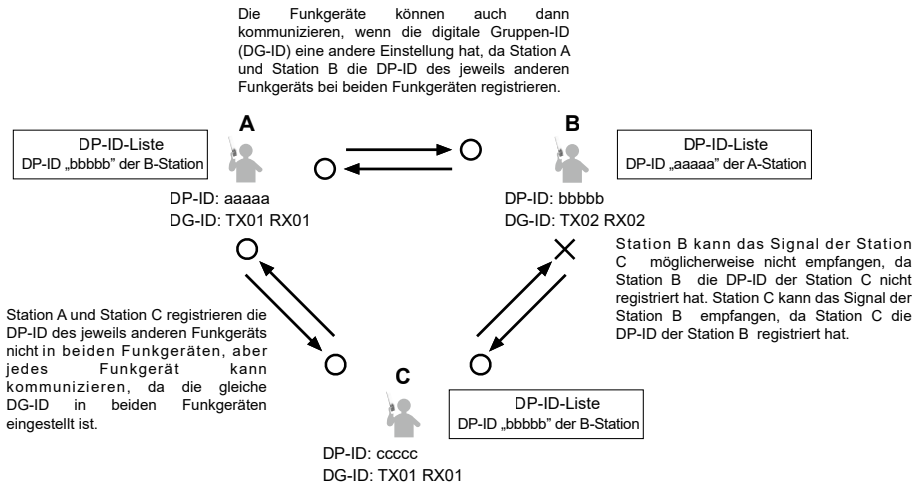 Die Funkgeräte können auch dann
kommunizieren, wenn die digitale Gruppen-ID
(DG-ID) eine andere Einstellung hat, da Station A
und Station B die DP-ID des jeweils anderen
Funkgeräts bei beiden Funkgeräten registrieren.
A
B
DP-ID-Liste
DP-ID „bbbbb” der B-Station
DP-ID-Liste
DP-ID „aaaaa” der A-Station
DP-ID: aaaaa
DG-ID: TX01 RX01
DP-ID: bbbbb
DG-ID: TX02 RX02
Station B kann das Signal der Station
C möglicherweise nicht empfangen, da
Station B die DP-ID der Station C nicht
registriert hat. Station C kann das Signal der
Station B empfangen, da Station C die
DP-ID der Station B registriert hat.
Station A und Station C registrieren die
DP-ID des jeweils anderen Funkgeräts
nicht in beiden Funkgeräten, aber
jedes Funkgerät kann
kommunizieren, da die gleiche
DG-ID in beiden Funkgeräten
eingestellt ist.
C
DP-ID-Liste
DP-ID „bbbbb” der B-Station
DP-ID: ccccc
DG-ID: TX01 RX01